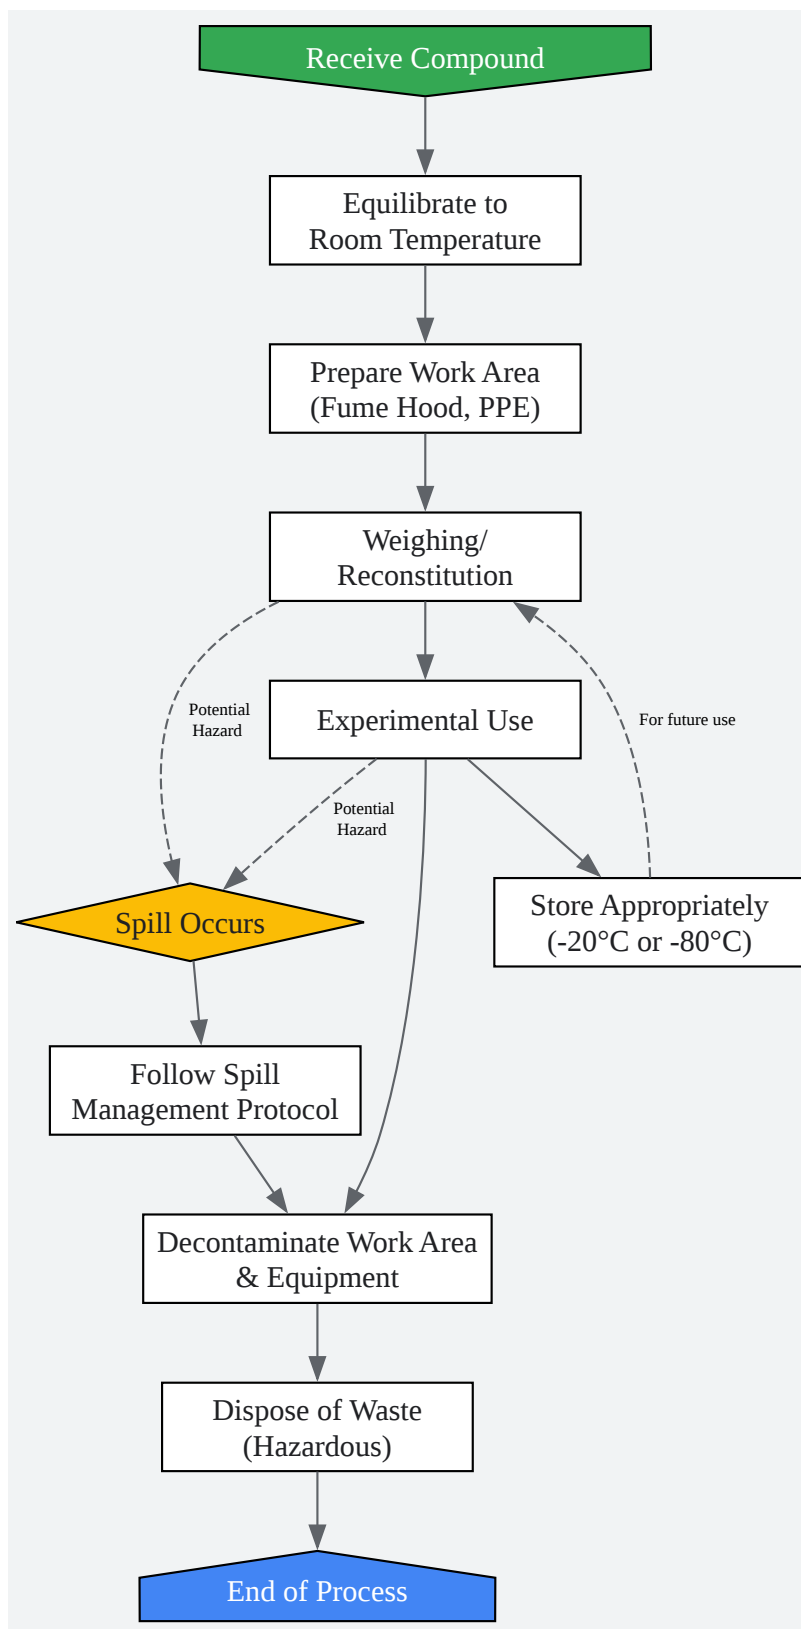 Receive Compound
Equilibrate to
Room Temperature
Prepare Work Area
(Fume Hood, PPE)
Weighing/
Reconstitution
Potential
Hazard
Experimental Use
For future use
Potential
Hazard
Spill Occurs
Store Appropriately
(-20°C or -80°C)
Follow Spill
Management Protocol
Decontaminate Work Area
& Equipment
Dispose of Waste
(Hazardous)
End of Process